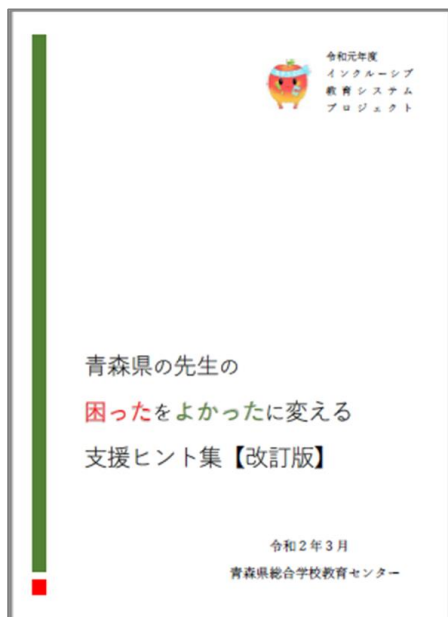 令和元年度
インクルーシブ
教育システム
プロジェクト
青森県の先生の
困ったをよかったに変える
支援ヒント集【改訂版】
令和２年３月
青森県総合学校教育センター